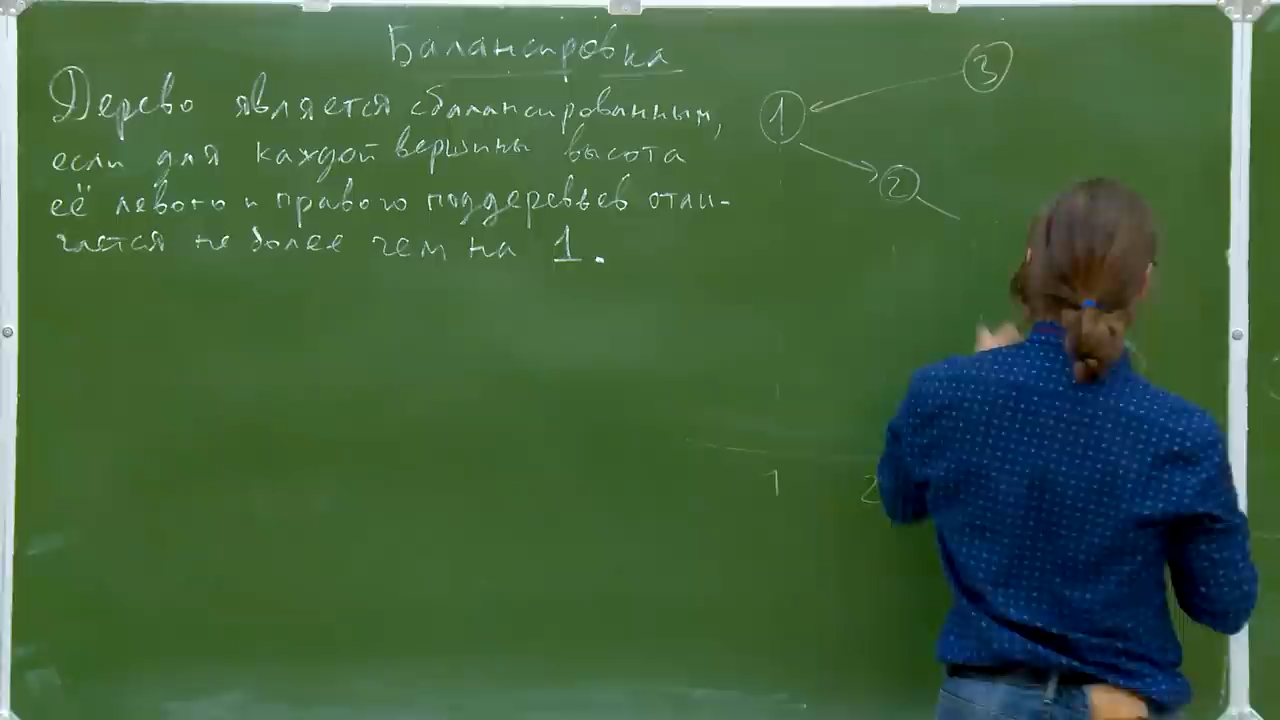 Балансировка
Дерево является сбалансированным,
если для каждой вершины высота
её левого и правого поддеревьев отли-
чается не более чем на 1.
3
1
2
1 2